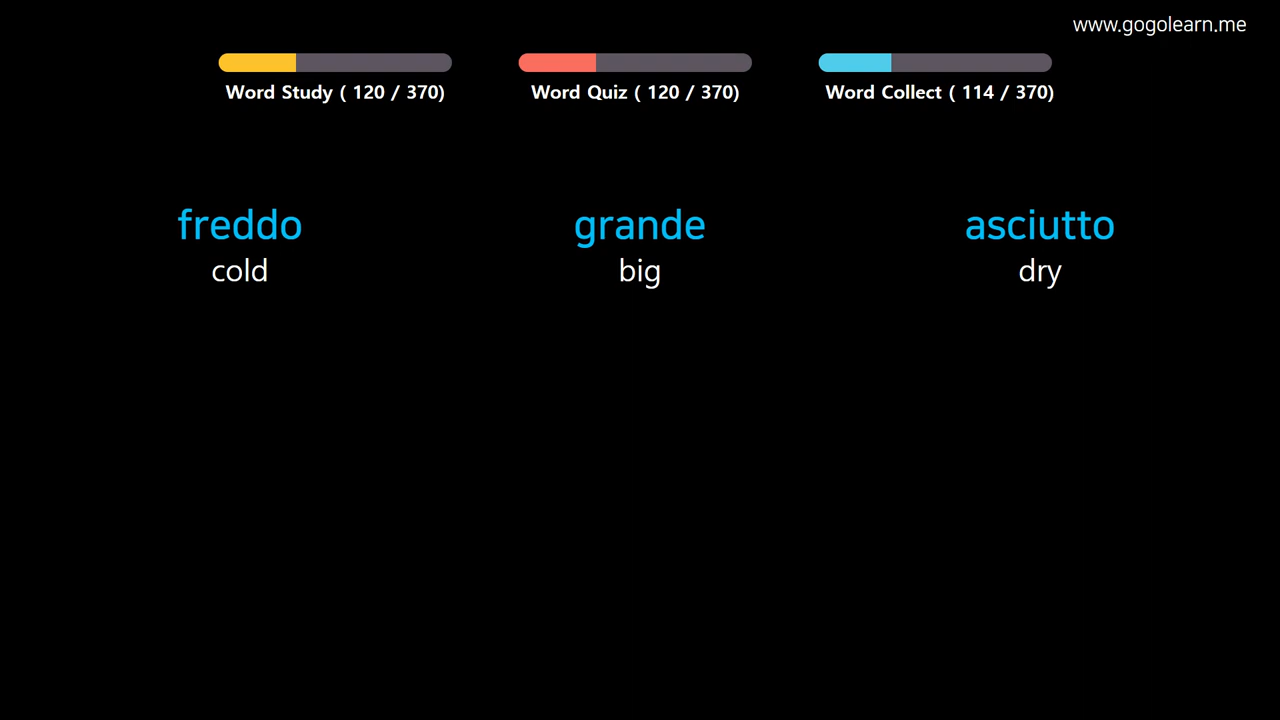 www.gogolearn.me
Word Study ( 120 / 370)
Word Quiz ( 120 / 370)
Word Collect ( 114 / 370)
freddo
cold
grande
big
asciutto
dry